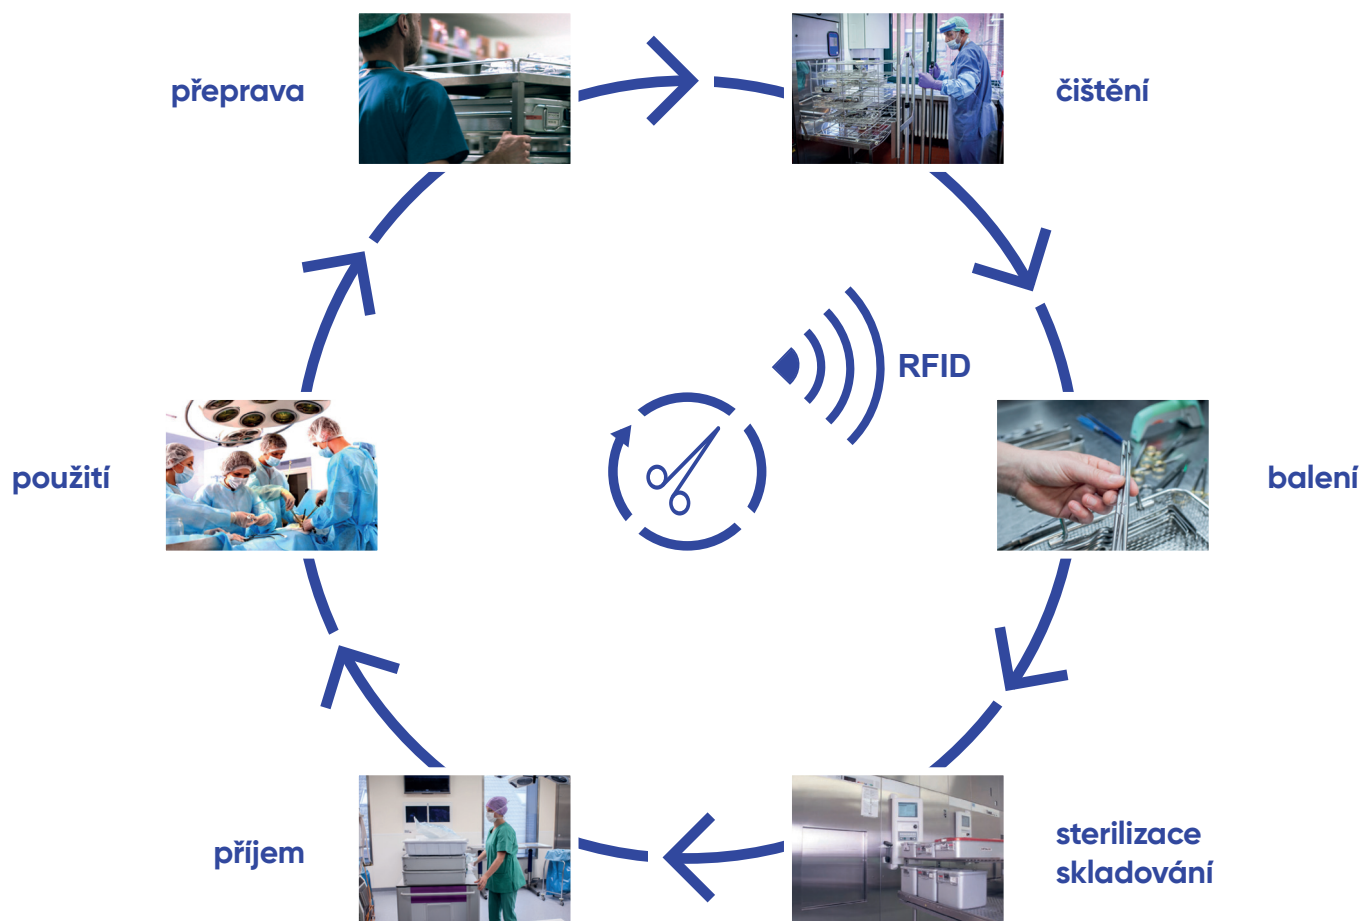 přeprava
čištění
RFID
použití
balení
příjem
sterilizace
skladování